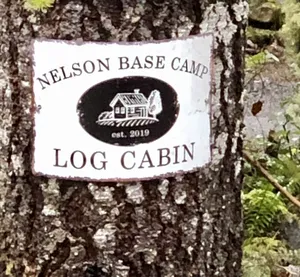 NELSON BASE CAMP
est. 2019
LOG CABIN